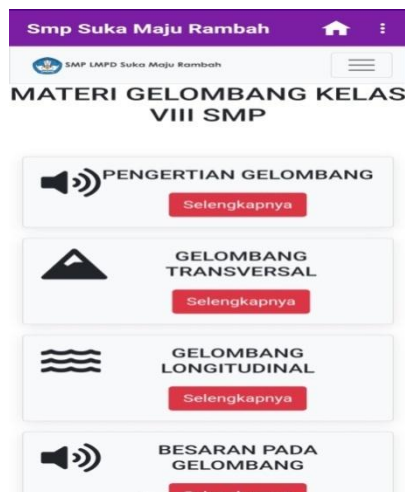 Smp Suka Maju Rambah
SMP LMPD Suka Maju Rambah
MATERI GELOMBANG KELAS
VIII SMP
PENGERTIAN GELOMBANG
Selengkapnya
GELOMBANG
TRANSVERSAL
Selengkapnya
GELOMBANG
LONGITUDINAL
Selengkapnya
BESARAN PADA
GELOMBANG